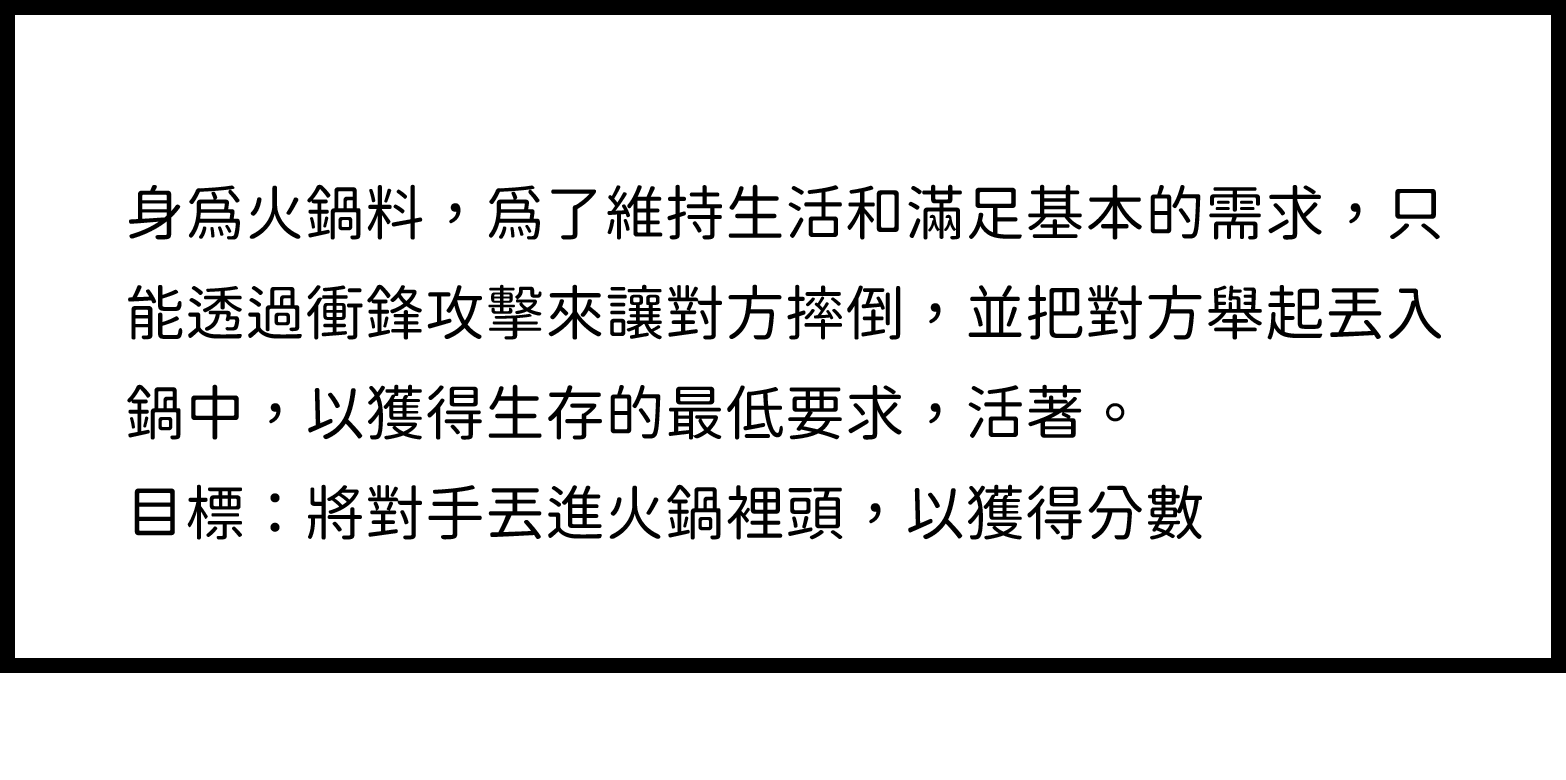 身爲火鍋料，爲了維持生活和滿足基本的需求，只
能透過衝鋒攻擊來讓對方摔倒，並把對方舉起丟入
鍋中，以獲得生存的最低要求，活著。
目標：將對手丟進火鍋裡頭，以獲得分數